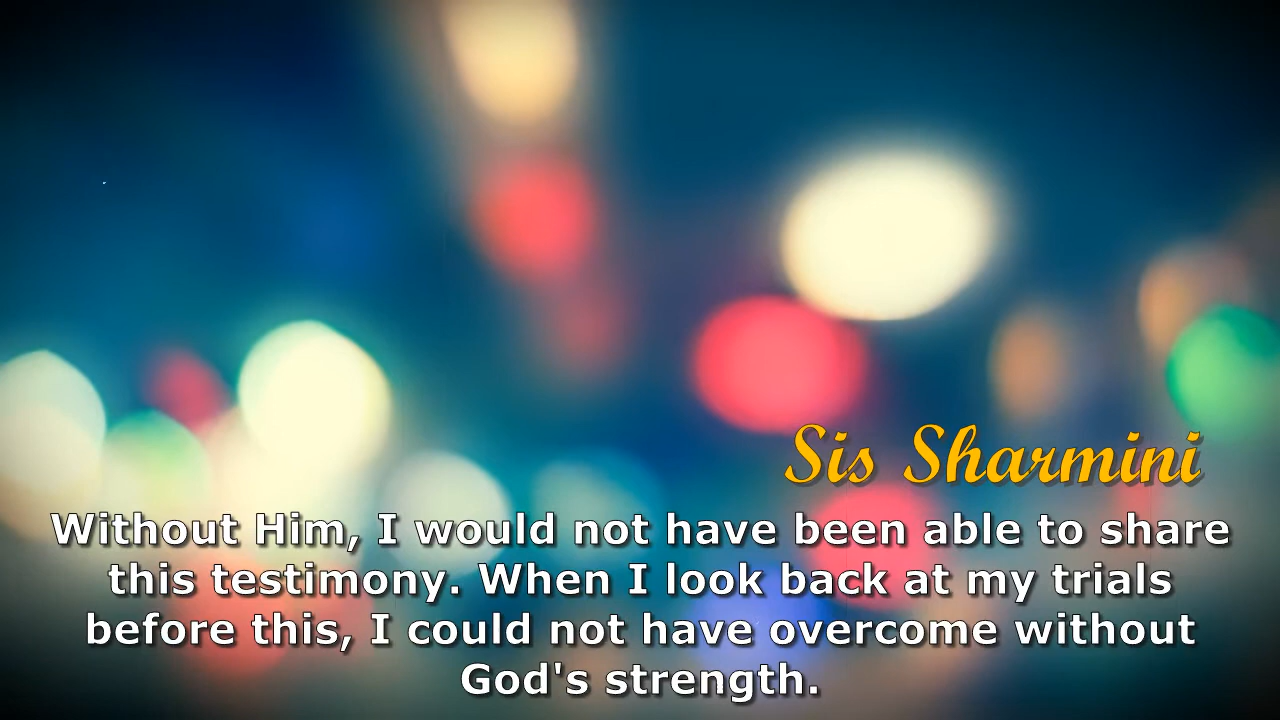 Sis Sharmini
Without Him, I would not have been able to share
this testimony. When I look back at my trials
before this, I could not have overcome without
God's strength.